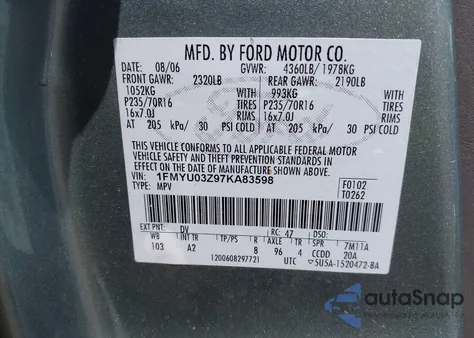 MFD. BY FORD MOTOR CO.
DATE: 08/06 GVWR: 4360LB/ 1978KG
FRONT GAWR: 2320LB REAR GAWR: 2190LB
1052KG WITH 993KG WITH
P235/70R16 TIRES P235/70R16 TIRES
16x7.0J RIMS 16x7.0J RIMS
AT 205 kPa/ 30 PSI COLD AT 205 kPa/ 30 PSI COLD
THIS VEHICLE CONFORMS TO ALL APPLICABLE FEDERAL MOTOR
VEHICLE SAFETY AND BUMPER AND THEFT PREVENTION STANDARDS IN
EFFECT ON THE DATE OF MANUFACTURE SHOWN ABOVE.
VIN: 1FMYU03Z97KA83598 F0102
TYPE: MPV T0262
EXT PNT: DV RC: 47 DSO:
WB INT TR TP/PS R AXLE TR SPR 7M11A
103 A2 8 96 4 CCDD 20A
1200608297721 UTC 5U5A-1520472-BA
autoSnap